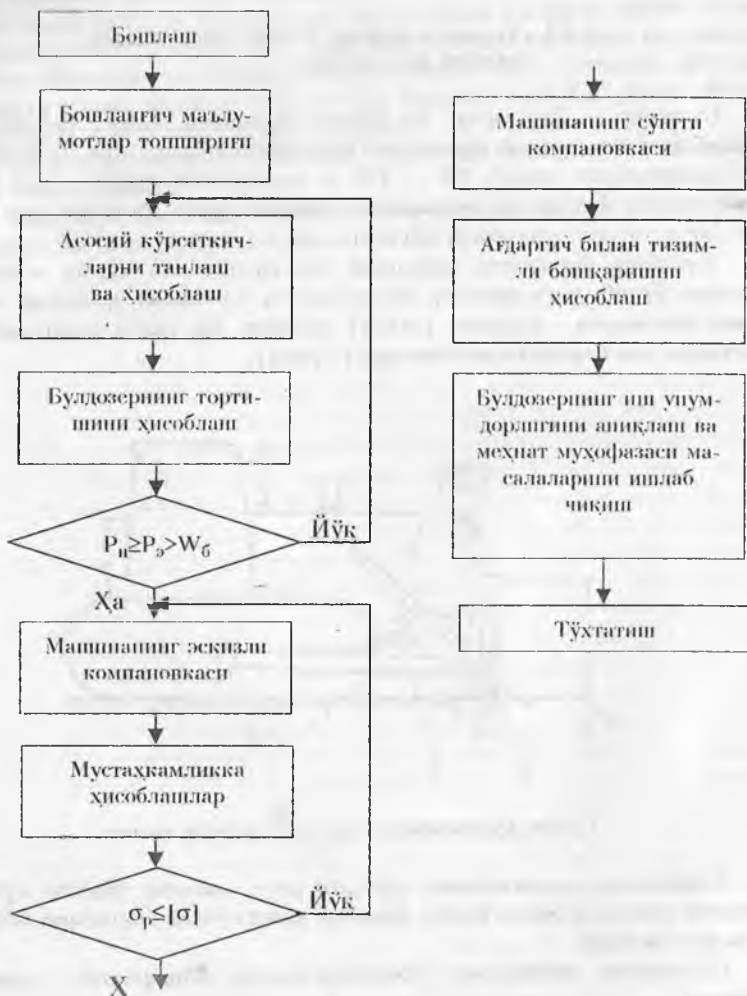 Бошлаш
Бошланғич маълу-
мотлар топшириғи
Асосий кўрсаткич-
ларни танлаш
ва ҳисоблаш
Булдозернинг торти-
шини ҳисоблаш
Pн≥Pэ>Wб
Йўқ
Ҳа
Машинанинг эскизли
компановкаси
Мустаҳкамликка
ҳисоблашлар
σр≤|σ|
Йўқ
Х
Машинанинг сўнгги
компановкаси
Ағдаргич билан тизим-
ли бошқаришни
ҳисоблаш
Булдозернинг иш унум-
дорлигини аниқлаш ва
меҳнат муҳофазаси ма-
салаларини ишлаб
чиқиш
Тўхтатиш